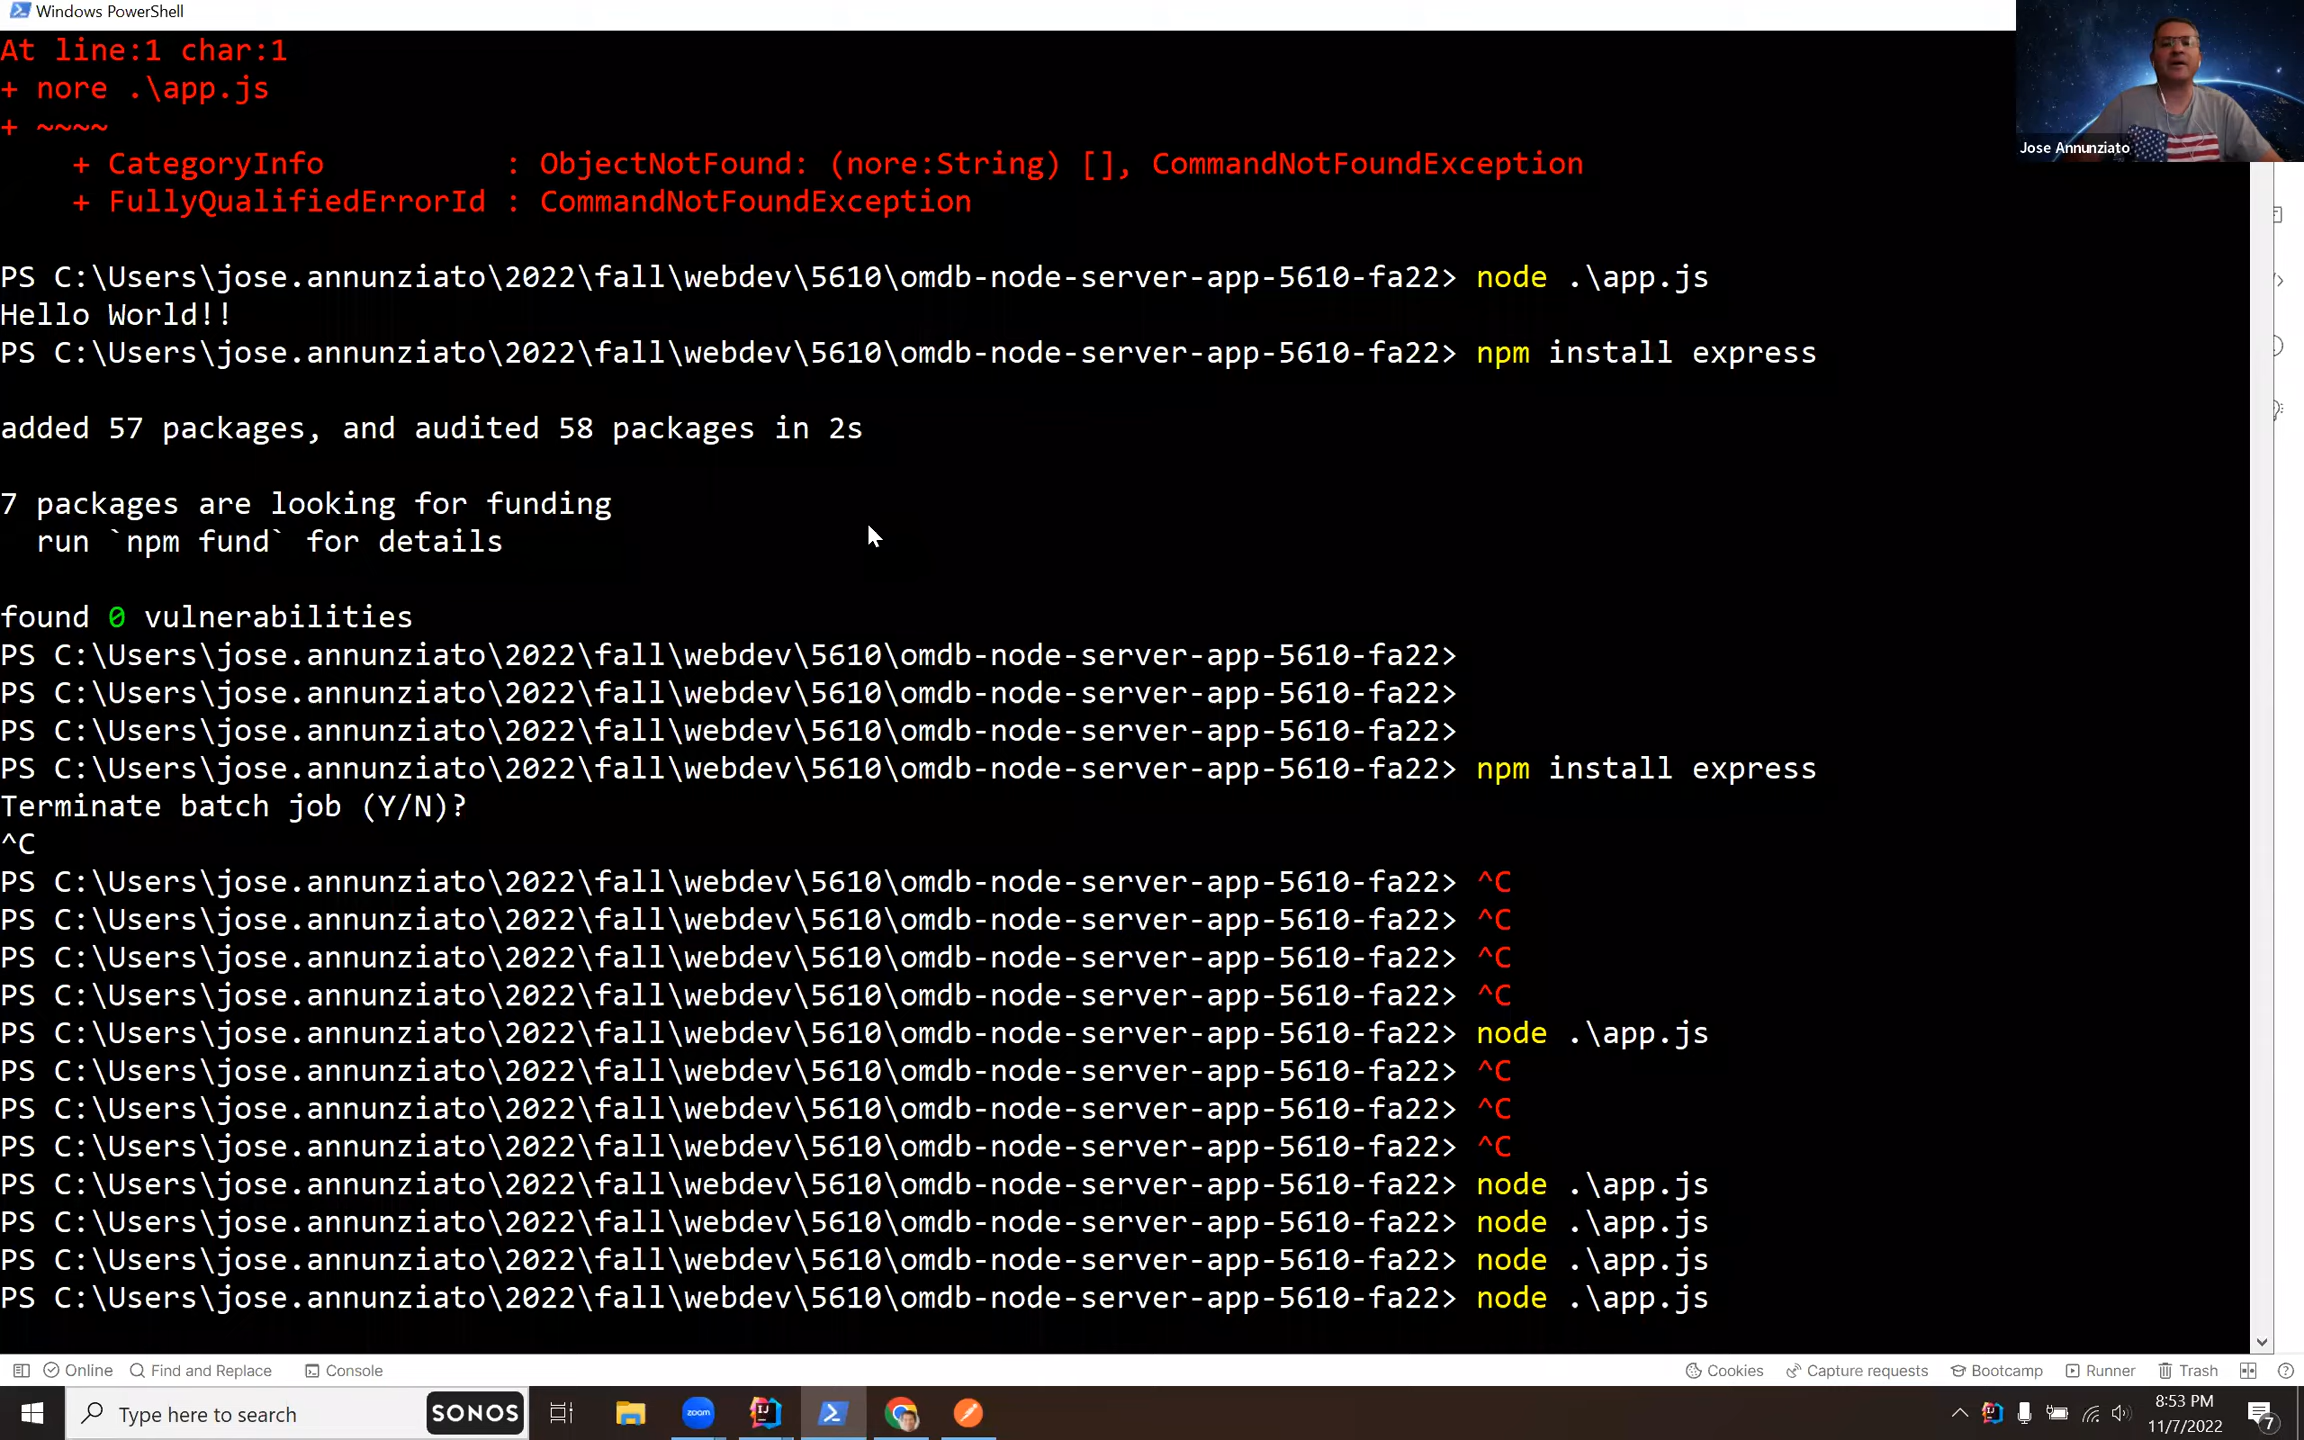 Windows PowerShell
At line:1 char:1
+ nore .\app.js
+ ~~~~
    + CategoryInfo          : ObjectNotFound: (nore:String) [], CommandNotFoundException
    + FullyQualifiedErrorId : CommandNotFoundException
Jose Annunziato
PS C:\Users\jose.annunziato\2022\fall\webdev\5610\omdb-node-server-app-5610-fa22> node .\app.js
Hello World!!
PS C:\Users\jose.annunziato\2022\fall\webdev\5610\omdb-node-server-app-5610-fa22> npm install express
added 57 packages, and audited 58 packages in 2s
7 packages are looking for funding
  run `npm fund` for details
found 0 vulnerabilities
PS C:\Users\jose.annunziato\2022\fall\webdev\5610\omdb-node-server-app-5610-fa22>
PS C:\Users\jose.annunziato\2022\fall\webdev\5610\omdb-node-server-app-5610-fa22>
PS C:\Users\jose.annunziato\2022\fall\webdev\5610\omdb-node-server-app-5610-fa22>
PS C:\Users\jose.annunziato\2022\fall\webdev\5610\omdb-node-server-app-5610-fa22> npm install express
Terminate batch job (Y/N)?
^C
PS C:\Users\jose.annunziato\2022\fall\webdev\5610\omdb-node-server-app-5610-fa22> ^C
PS C:\Users\jose.annunziato\2022\fall\webdev\5610\omdb-node-server-app-5610-fa22> ^C
PS C:\Users\jose.annunziato\2022\fall\webdev\5610\omdb-node-server-app-5610-fa22> ^C
PS C:\Users\jose.annunziato\2022\fall\webdev\5610\omdb-node-server-app-5610-fa22> ^C
PS C:\Users\jose.annunziato\2022\fall\webdev\5610\omdb-node-server-app-5610-fa22> node .\app.js
PS C:\Users\jose.annunziato\2022\fall\webdev\5610\omdb-node-server-app-5610-fa22> ^C
PS C:\Users\jose.annunziato\2022\fall\webdev\5610\omdb-node-server-app-5610-fa22> ^C
PS C:\Users\jose.annunziato\2022\fall\webdev\5610\omdb-node-server-app-5610-fa22> ^C
PS C:\Users\jose.annunziato\2022\fall\webdev\5610\omdb-node-server-app-5610-fa22> node .\app.js
PS C:\Users\jose.annunziato\2022\fall\webdev\5610\omdb-node-server-app-5610-fa22> node .\app.js
PS C:\Users\jose.annunziato\2022\fall\webdev\5610\omdb-node-server-app-5610-fa22> node .\app.js
PS C:\Users\jose.annunziato\2022\fall\webdev\5610\omdb-node-server-app-5610-fa22> node .\app.js
Online Find and Replace Console Cookies Capture requests Bootcamp Runner Trash
Type here to search SONOS zoom IJ 8:53 PM
11/7/2022 7